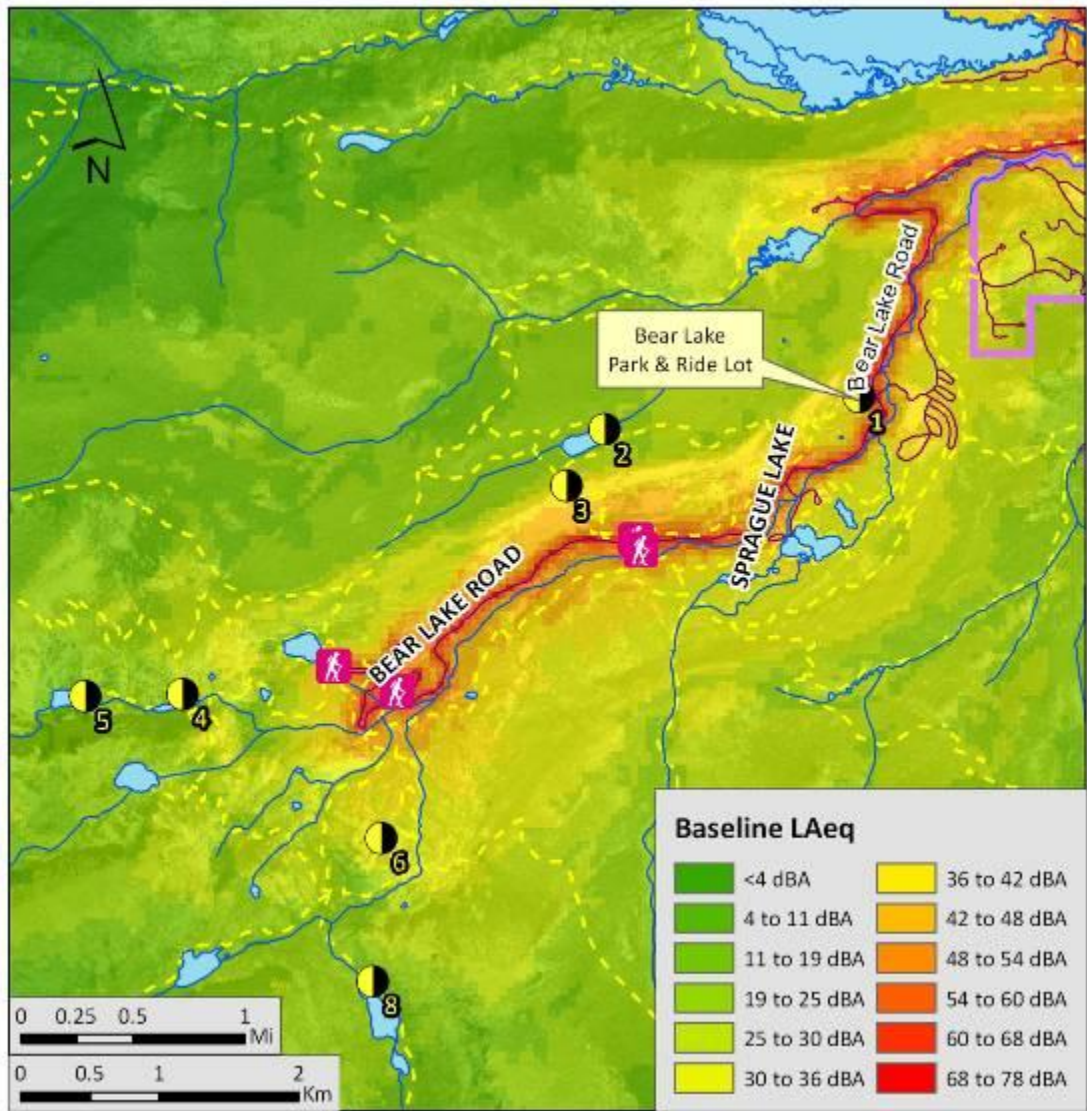 N
Bear Lake Road
Bear Lake
Park & Ride Lot
1
2
SPRAGUE LAKE
3
BEAR LAKE ROAD
5
4
6
8
Baseline LAeq
<4 dBA
4 to 11 dBA
11 to 19 dBA
19 to 25 dBA
25 to 30 dBA
30 to 36 dBA
36 to 42 dBA
42 to 48 dBA
48 to 54 dBA
54 to 60 dBA
60 to 68 dBA
68 to 78 dBA
0 0.25 0.5 1
Mi
0 0.5 1 2
Km